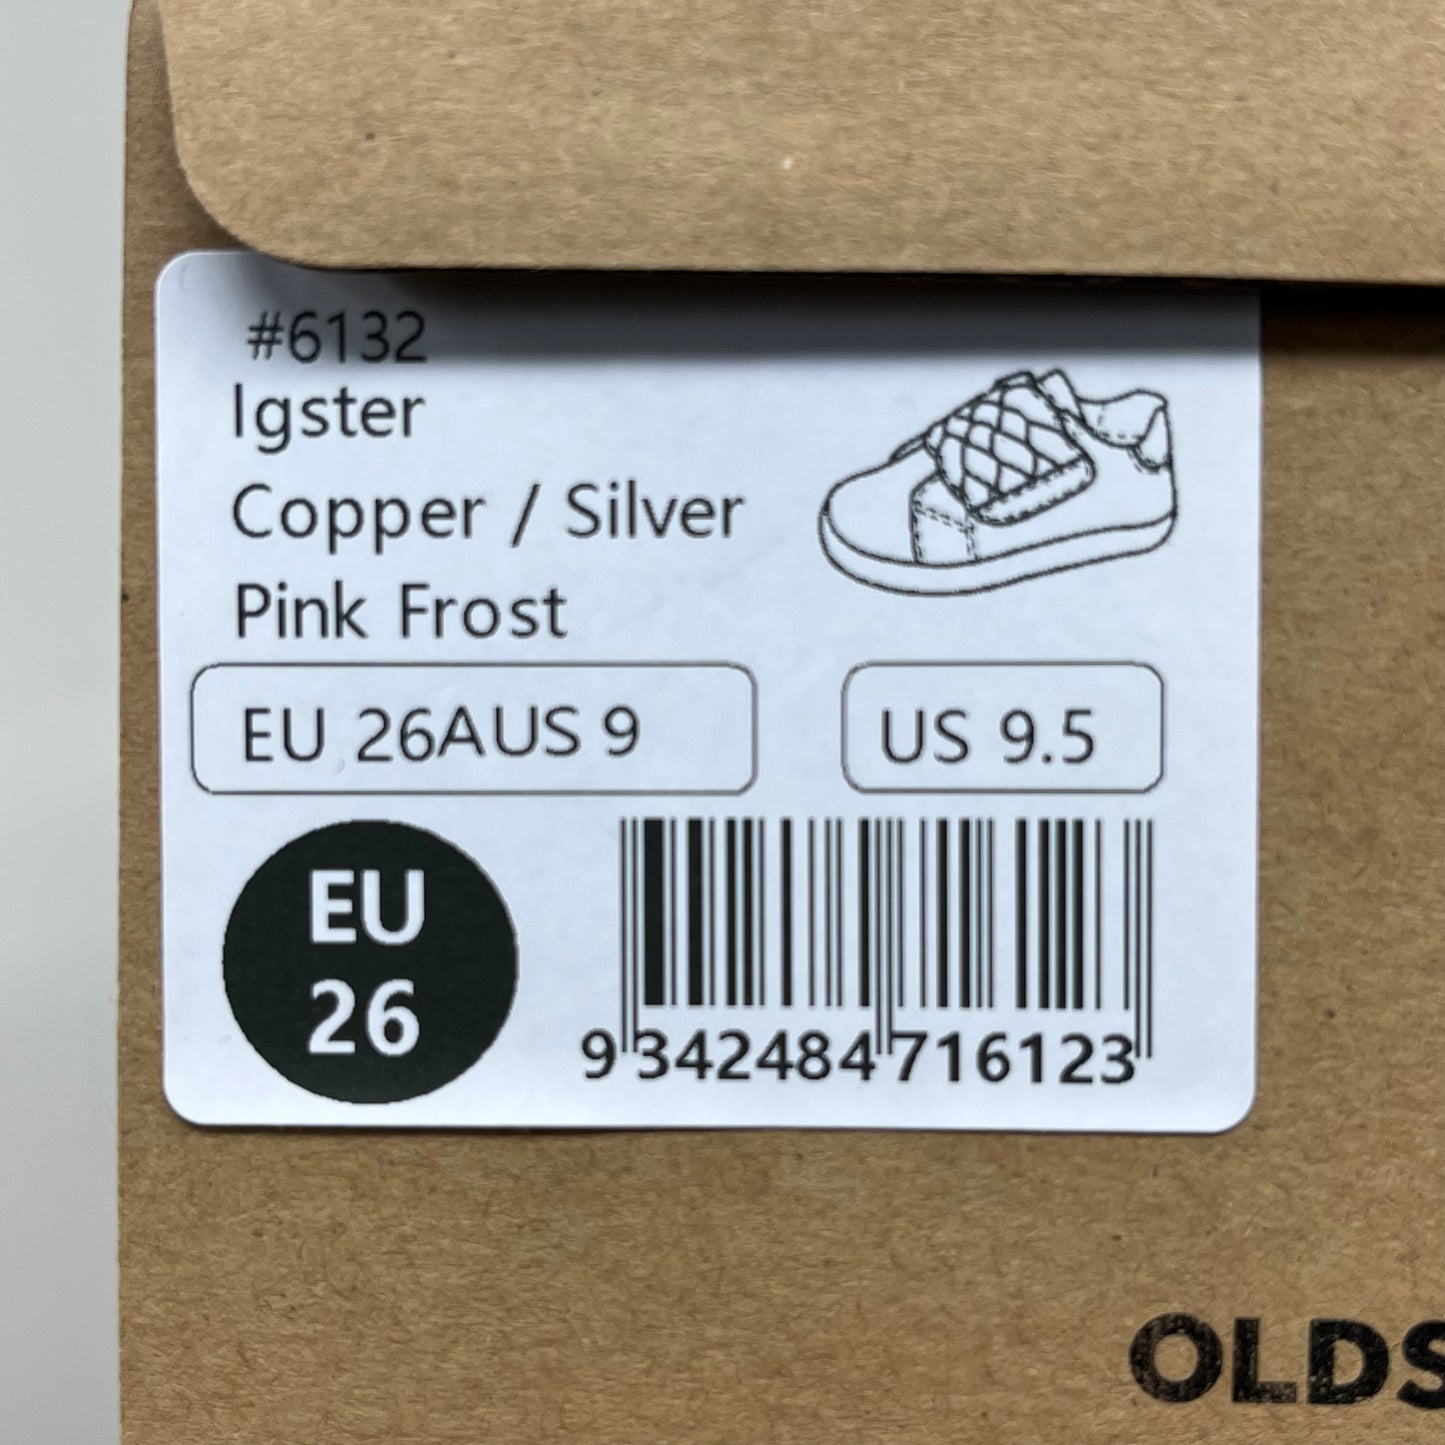 #6132
Igster
Copper / Silver
Pink Frost
EU 26AUS 9
US 9.5
EU
26
9 342484 716123
OLDS